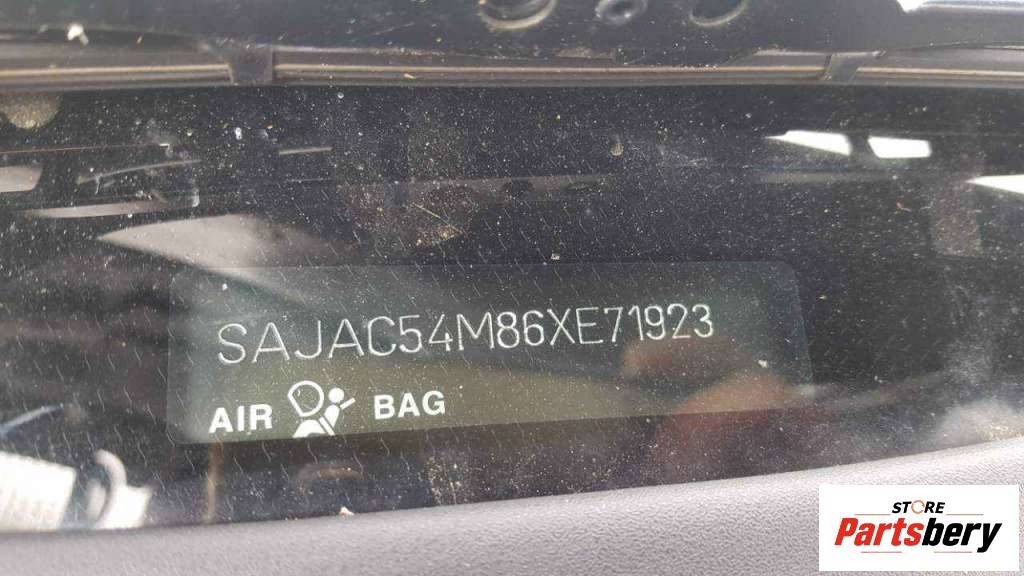 SAJAC54M86XE71923
AIR BAG
STORE
Partsbery